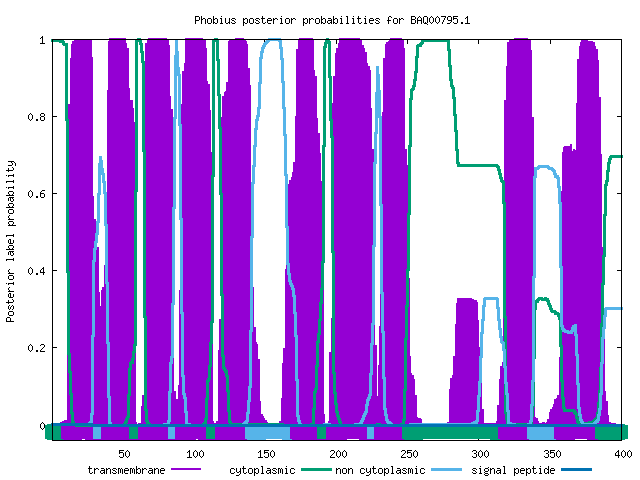 Phobius posterior probabilities for BAQ00795.1
Posterior label probability
1
0.8
0.6
0.4
0.2
0
50 100 150 200 250 300 350 400
transmembrane cytoplasmic non cytoplasmic signal peptide